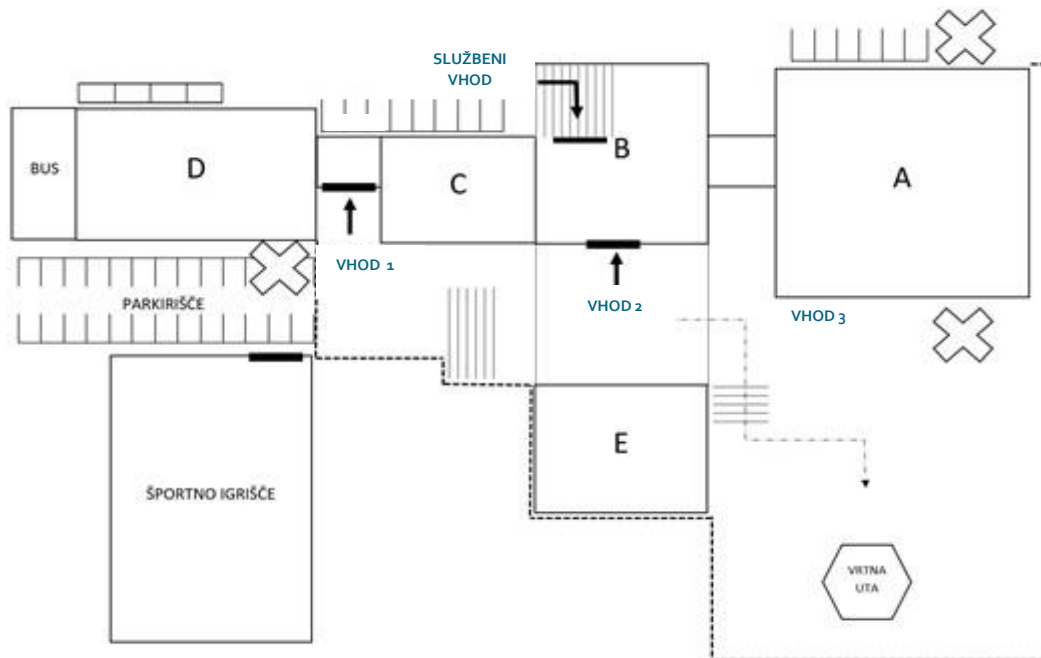 SLUŽBENI
VHOD
BUS
D
C
B
A
VHOD 1
VHOD 2
VHOD 3
PARKIRIŠČE
E
ŠPORTNO IGRIŠČE
VRTNA
UTA